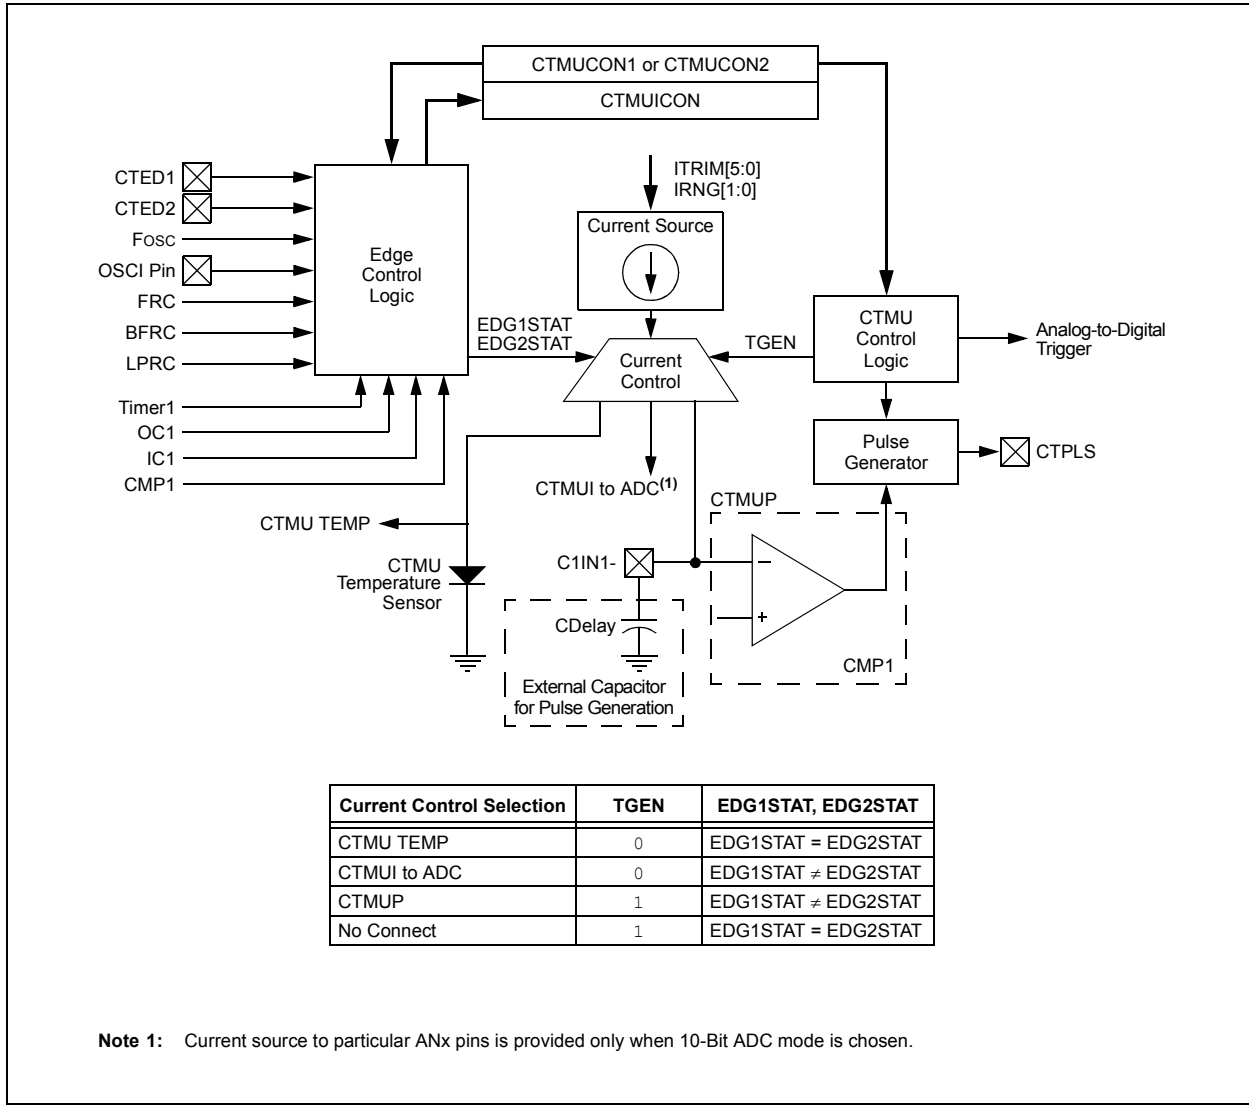 CTMUCON1 or CTMUCON2
CTMUICON
ITRIM[5:0]
IRNG[1:0]
CTED1
CTED2
FOSC
OSCI Pin
FRC
BFRC
LPRC
Timer1
OC1
IC1
CMP1
Edge
Control
Logic
Current Source
EDG1STAT
EDG2STAT
Current
Control
TGEN
CTMU
Control
Logic
Analog-to-Digital
Trigger
Pulse
Generator
CTPLS
CTMUI to ADC(1)
CTMUP
CTMU TEMP
CTMU
Temperature
Sensor
C1IN1-
CDelay
External Capacitor
for Pulse Generation
−
+
CMP1
Current Control Selection TGEN EDG1STAT, EDG2STAT
CTMU TEMP 0 EDG1STAT = EDG2STAT
CTMUI to ADC 0 EDG1STAT ≠ EDG2STAT
CTMUP 1 EDG1STAT ≠ EDG2STAT
No Connect 1 EDG1STAT = EDG2STAT
Note 1: Current source to particular ANx pins is provided only when 10-Bit ADC mode is chosen.